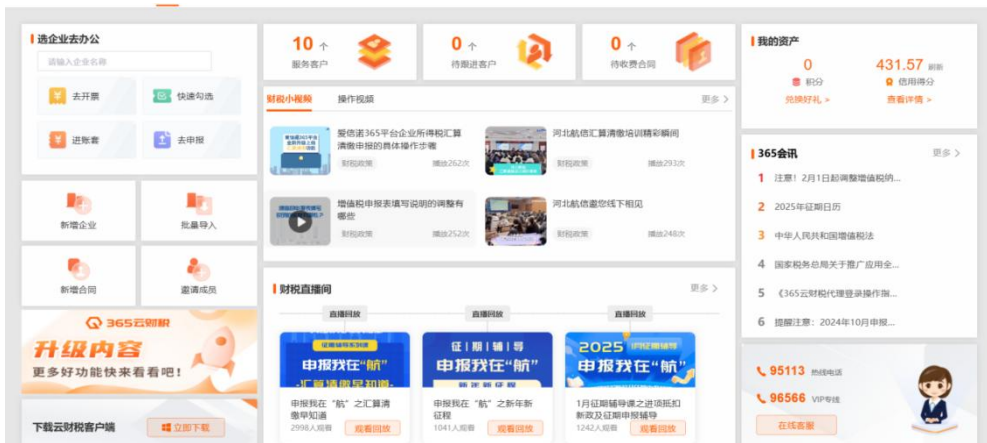 选企业去办公
请输入企业名称
去开票
快速勾选
进账套
去申报
新增企业
批量导入
新增合同
邀请成员
365云财税
升级内容
更多好功能快来看看吧！
下载云财税客户端
立即下载
10 个
服务客户
0 个
待跟进客户
0 个
待收费合同
财税小视频
操作视频
更多 >
爱信诺365平台企业所得税汇算
清缴申报的具体操作步骤
财税政策
播放262次
河北航信汇算清缴培训精彩瞬间
财税政策
播放293次
增值税申报表填写说明的调整有
哪些
财税政策
播放252次
河北航信邀您线下相见
财税政策
播放248次
财税直播间
更多 >
直播回放
直播回放
直播回放
征期辅导系列课
申报我在“航”
申报我在“航”之汇算清
缴早知道
2998人观看
观看回放
征|期|辅|导
申报我在“航”
新年新征程
申报我在“航”之新年新
征程
1041人观看
观看回放
2025
申报我在“航”
1月征期辅导课之进项抵扣
新政及征期申报辅导
1242人观看
观看回放
我的资产
0
积分
兑换好礼 >
431.57 刷新
信用得分
查看详情 >
365会讯
更多 >
1 注意！2月1日起调整增值税纳...
2 2025年征期日历
3 中华人民共和国增值税法
4 国家税务总局关于推广应用全...
5 《365云财税代理登录操作指...
6 提醒注意：2024年10月申报...
95113 热线电话
96566 VIP专线
在线客服